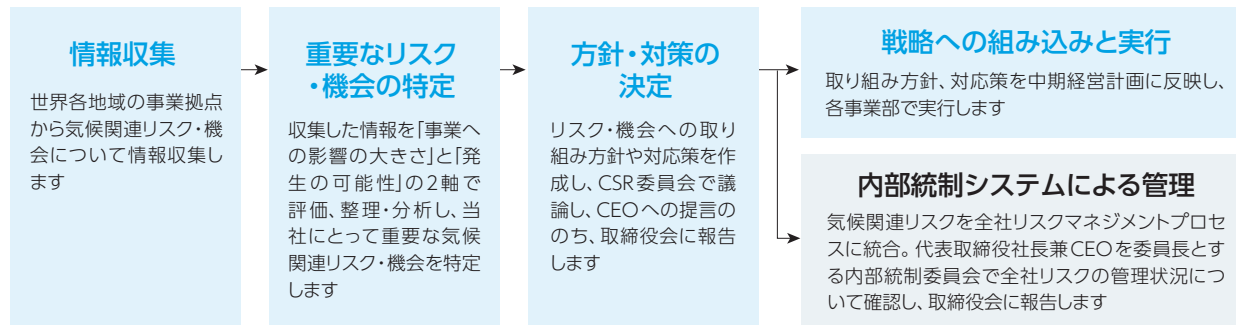 情報収集
世界各地域の事業拠点
から気候関連リスク・機
会について情報収集し
ます
重要なリスク
・機会の特定
収集した情報を「事業へ
の影響の大きさ」と「発
生の可能性」の2軸で
評価、整理・分析し、当
社にとって重要な気候
関連リスク・機会を特定
します
方針・対策の
決定
リスク・機会への取り
組み方針や対応策を作
成し、CSR委員会で議
論し、CEOへの提言の
のち、取締役会に報告
します
戦略への組み込みと実行
取り組み方針、対応策を中期経営計画に反映し、
各事業部で実行します
内部統制システムによる管理
気候関連リスクを全社リスクマネジメントプロセ
スに統合。代表取締役社長兼CEOを委員長とす
る内部統制委員会で全社リスクの管理状況につ
いて確認し、取締役会に報告します